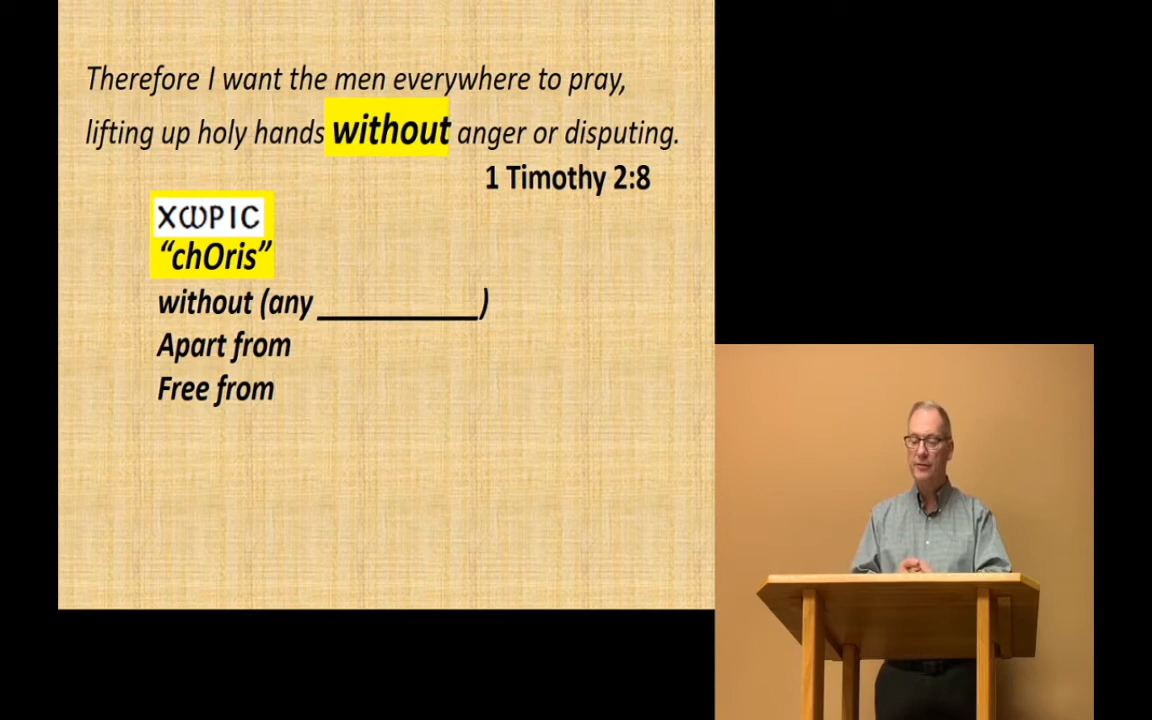 Therefore I want the men everywhere to pray,
lifting up holy hands without anger or disputing.
1 Timothy 2:8
ΧΩΡΙϹ
“chOris”
without (any ____________)
Apart from
Free from